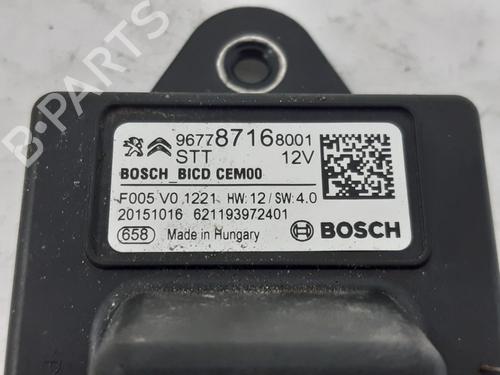 96778716 8001
STT 12V
BOSCH_BICD CEM00
F005 V0 1221 HW: 12 / SW: 4.0
20151016 621193972401
658 Made in Hungary BOSCH
B-PARTS